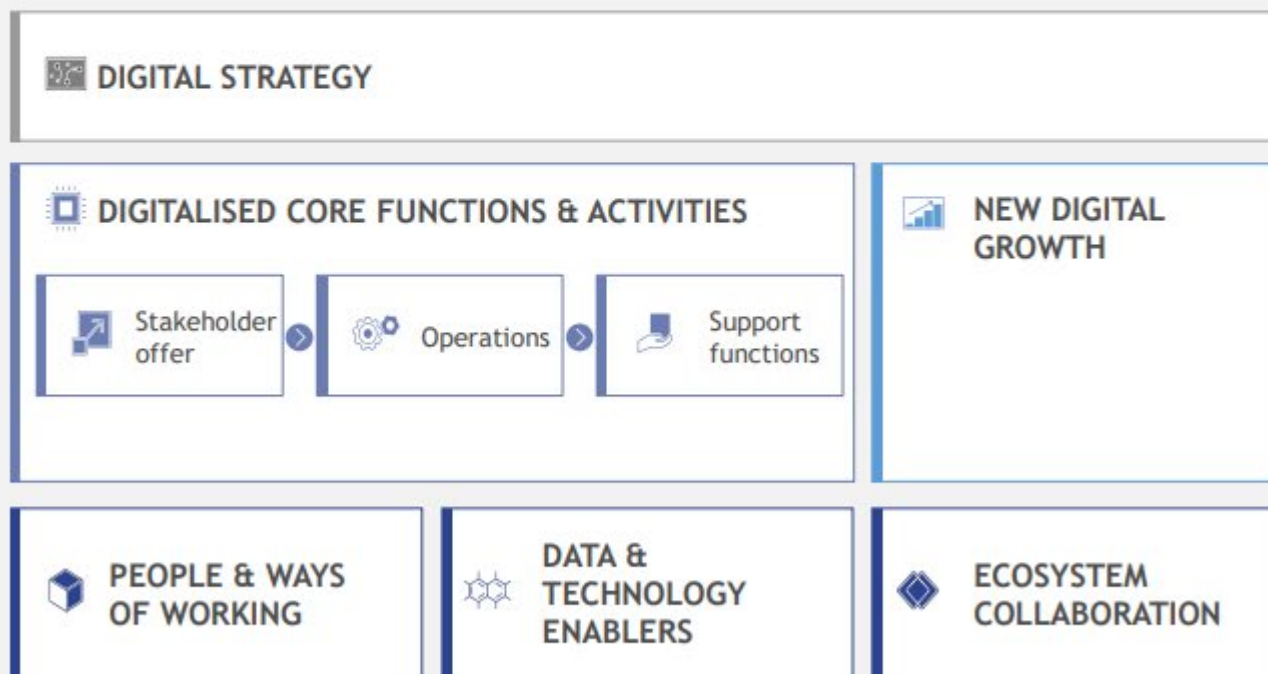 DIGITAL STRATEGY
DIGITALISED CORE FUNCTIONS & ACTIVITIES
Stakeholder
offer
Operations
Support
functions
NEW DIGITAL
GROWTH
PEOPLE & WAYS
OF WORKING
DATA &
TECHNOLOGY
ENABLERS
ECOSYSTEM
COLLABORATION